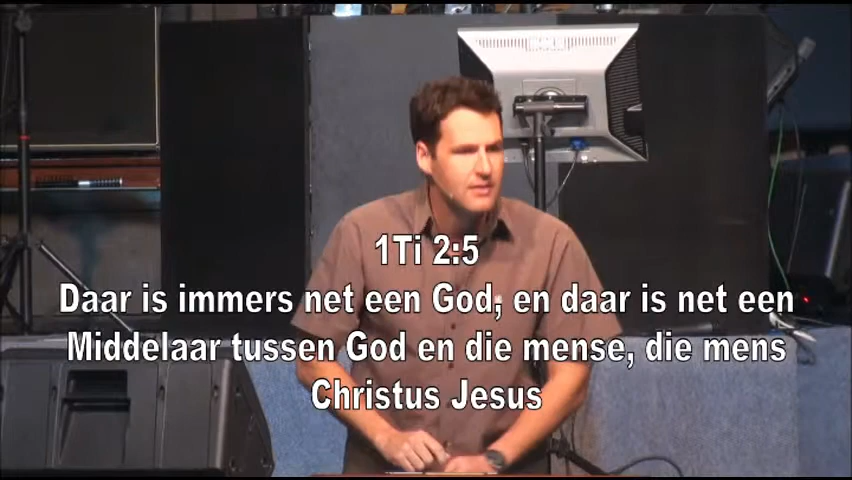 1Ti 2:5
Daar is immers net een God, en daar is net een
Middelaar tussen God en die mense, die mens
Christus Jesus